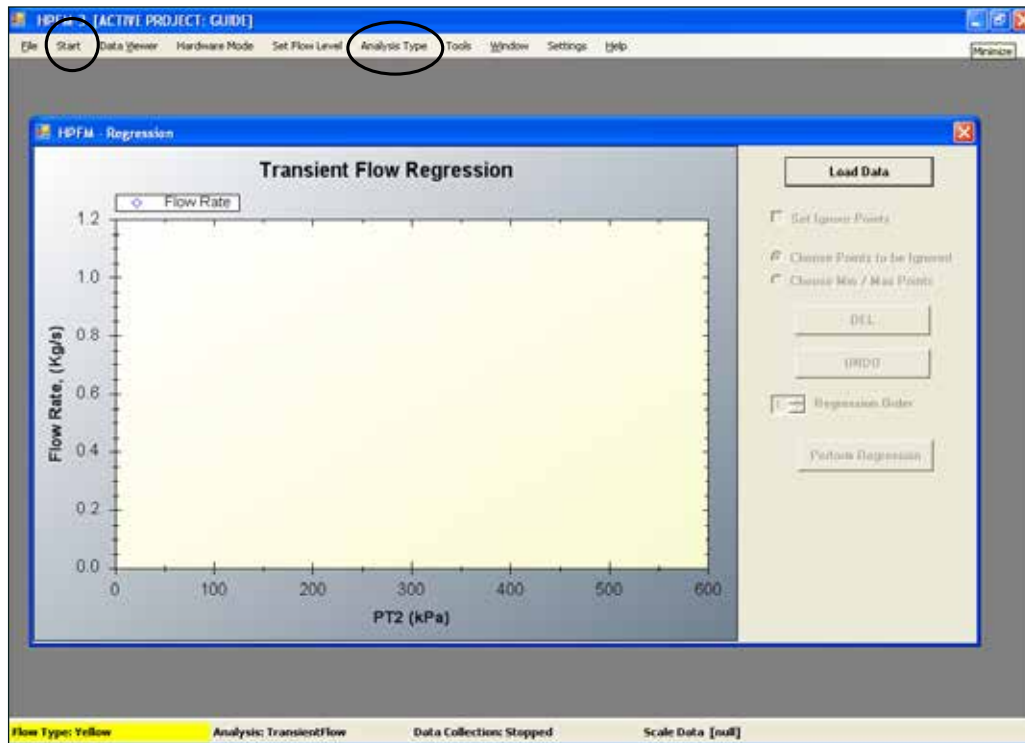 HPFM-3 [ACTIVE PROJECT: GUIDE]
File Start Data Viewer Hardware Mode Set Flow Level Analysis Type Tools Window Settings Help
Minimize
HPFM - Regression
Transient Flow Regression
Flow Rate
Load Data
Set Ignore Points
Choose Points to be Ignored
Choose Min / Max Points
DEL
UNDO
Regression Order
Perform Regression
Flow Rate, (Kg/s)
1.2
1.0
0.8
0.6
0.4
0.2
0.0
0 100 200 300 400 500 600
PT2 (kPa)
Flow Type: Yellow Analysis: TransientFlow Data Collection: Stopped Scale Data [null]